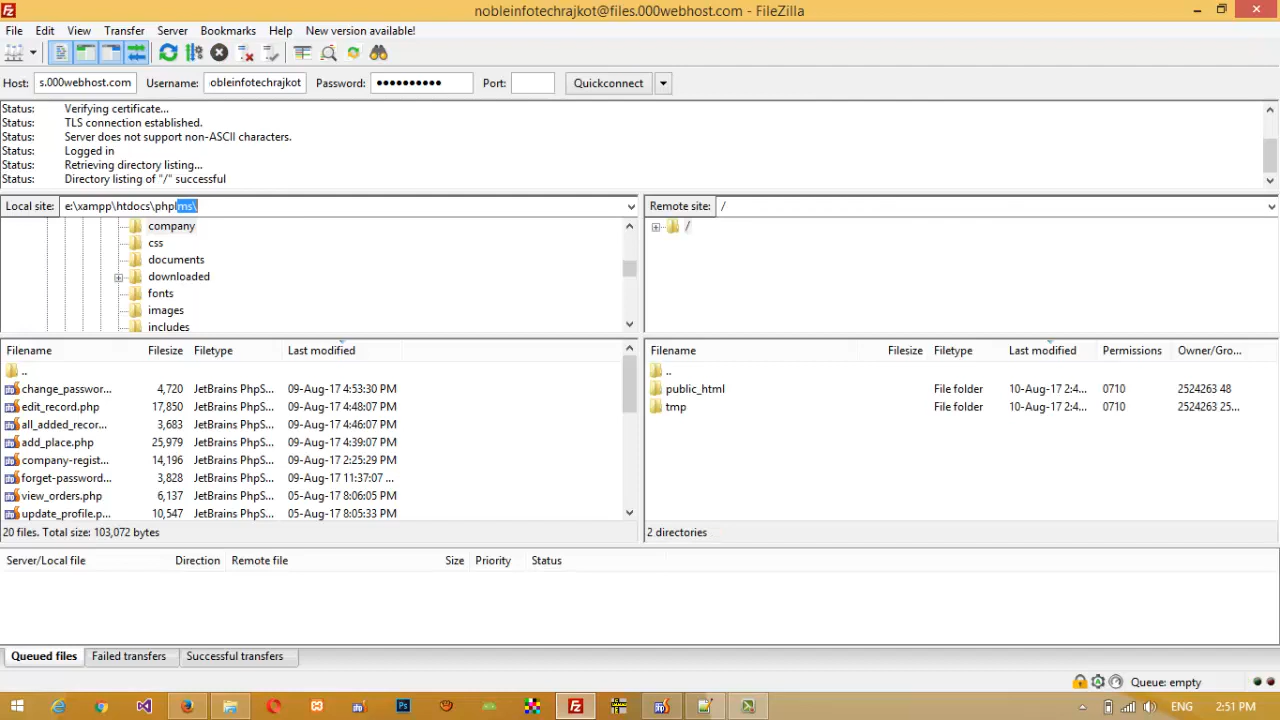 nobleinfotechrajkot@files.000webhost.com - FileZilla
File Edit View Transfer Server Bookmarks Help New version available!
Host: s.000webhost.com Username: obleinfotechrajkot Password: •••••••••• Port: Quickconnect
Status: Verifying certificate...
Status: TLS connection established.
Status: Server does not support non-ASCII characters.
Status: Logged in
Status: Retrieving directory listing...
Status: Directory listing of "/" successful
Local site: e:\xampp\htdocs\php\ms\
Remote site: /
company
/
css
documents
downloaded
fonts
images
includes
Filename Filesize Filetype Last modified
Filename Filesize Filetype Last modified Permissions Owner/Gro...
..
..
change_passwor... 4,720 JetBrains PhpS... 09-Aug-17 4:53:30 PM
public_html File folder 10-Aug-17 2:4... 0710 2524263 48
edit_record.php 17,850 JetBrains PhpS... 09-Aug-17 4:48:07 PM
tmp File folder 10-Aug-17 2:4... 0710 2524263 25...
all_added_recor... 3,683 JetBrains PhpS... 09-Aug-17 4:46:07 PM
add_place.php 25,979 JetBrains PhpS... 09-Aug-17 4:39:07 PM
company-regist... 14,196 JetBrains PhpS... 09-Aug-17 2:25:29 PM
forget-password... 3,828 JetBrains PhpS... 09-Aug-17 11:37:07 ...
view_orders.php 6,137 JetBrains PhpS... 05-Aug-17 8:06:05 PM
update_profile.p... 10,547 JetBrains PhpS... 05-Aug-17 8:05:33 PM
20 files. Total size: 103,072 bytes
2 directories
Server/Local file Direction Remote file Size Priority Status
Queued files Failed transfers Successful transfers
Queue: empty
ENG 2:51 PM